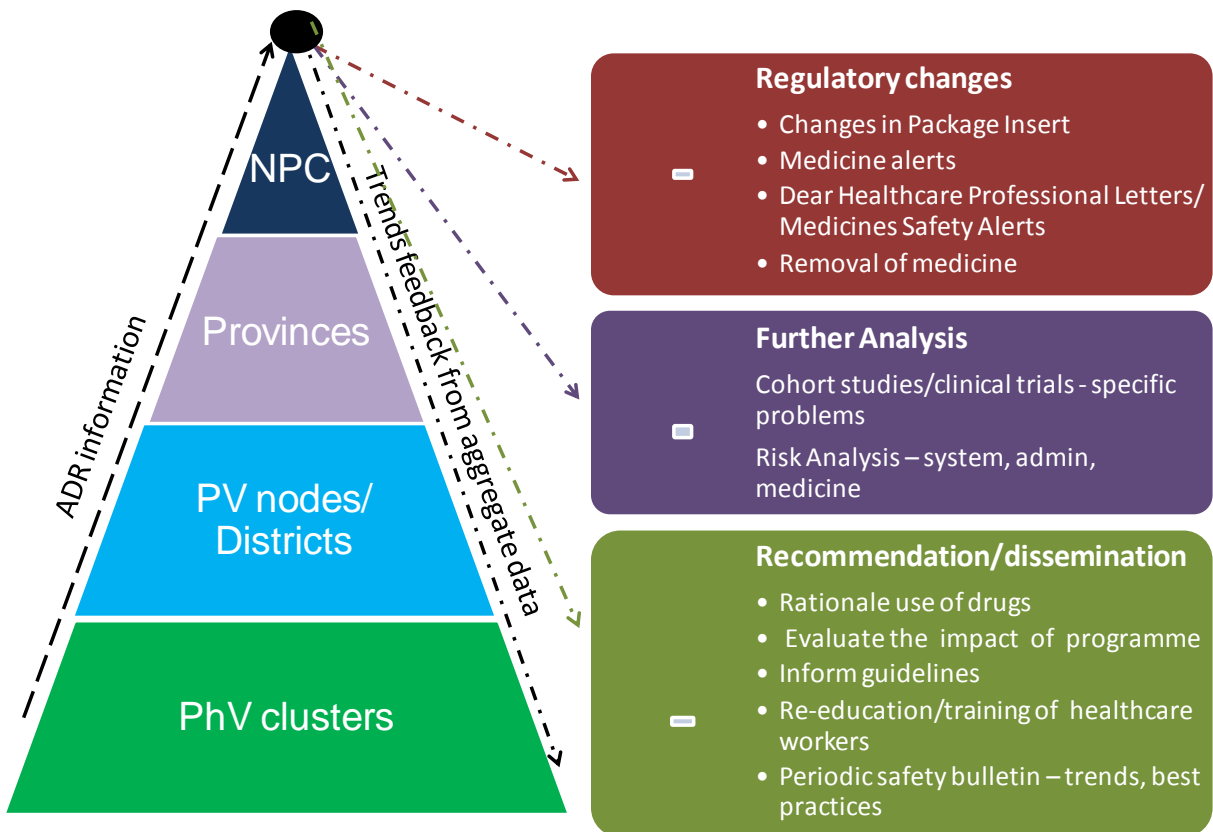 NPC
Provinces
PV nodes/
Districts
PhV clusters
ADR information
Trends feedback from aggregate data
Regulatory changes
• Changes in Package Insert
• Medicine alerts
• Dear Healthcare Professional Letters/
Medicines Safety Alerts
• Removal of medicine
Further Analysis
Cohort studies/clinical trials - specific
problems
Risk Analysis – system, admin,
medicine
Recommendation/dissemination
• Rationale use of drugs
• Evaluate the impact of programme
• Inform guidelines
• Re-education/training of healthcare
workers
• Periodic safety bulletin – trends, best
practices